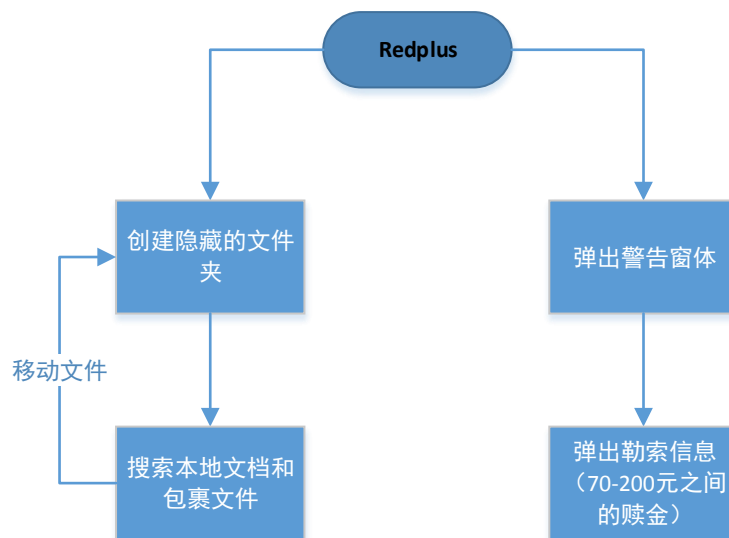 Redplus
创建隐藏的文件
夹
弹出警告窗体
移动文件
搜索本地文档和
包裹文件
弹出勒索信息
（70-200元之间
的赎金）